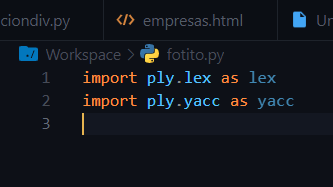 ciondiv.py </> empresas.html Un
Workspace > fotito.py
1 import ply.lex as lex
2 import ply.yacc as yacc
3